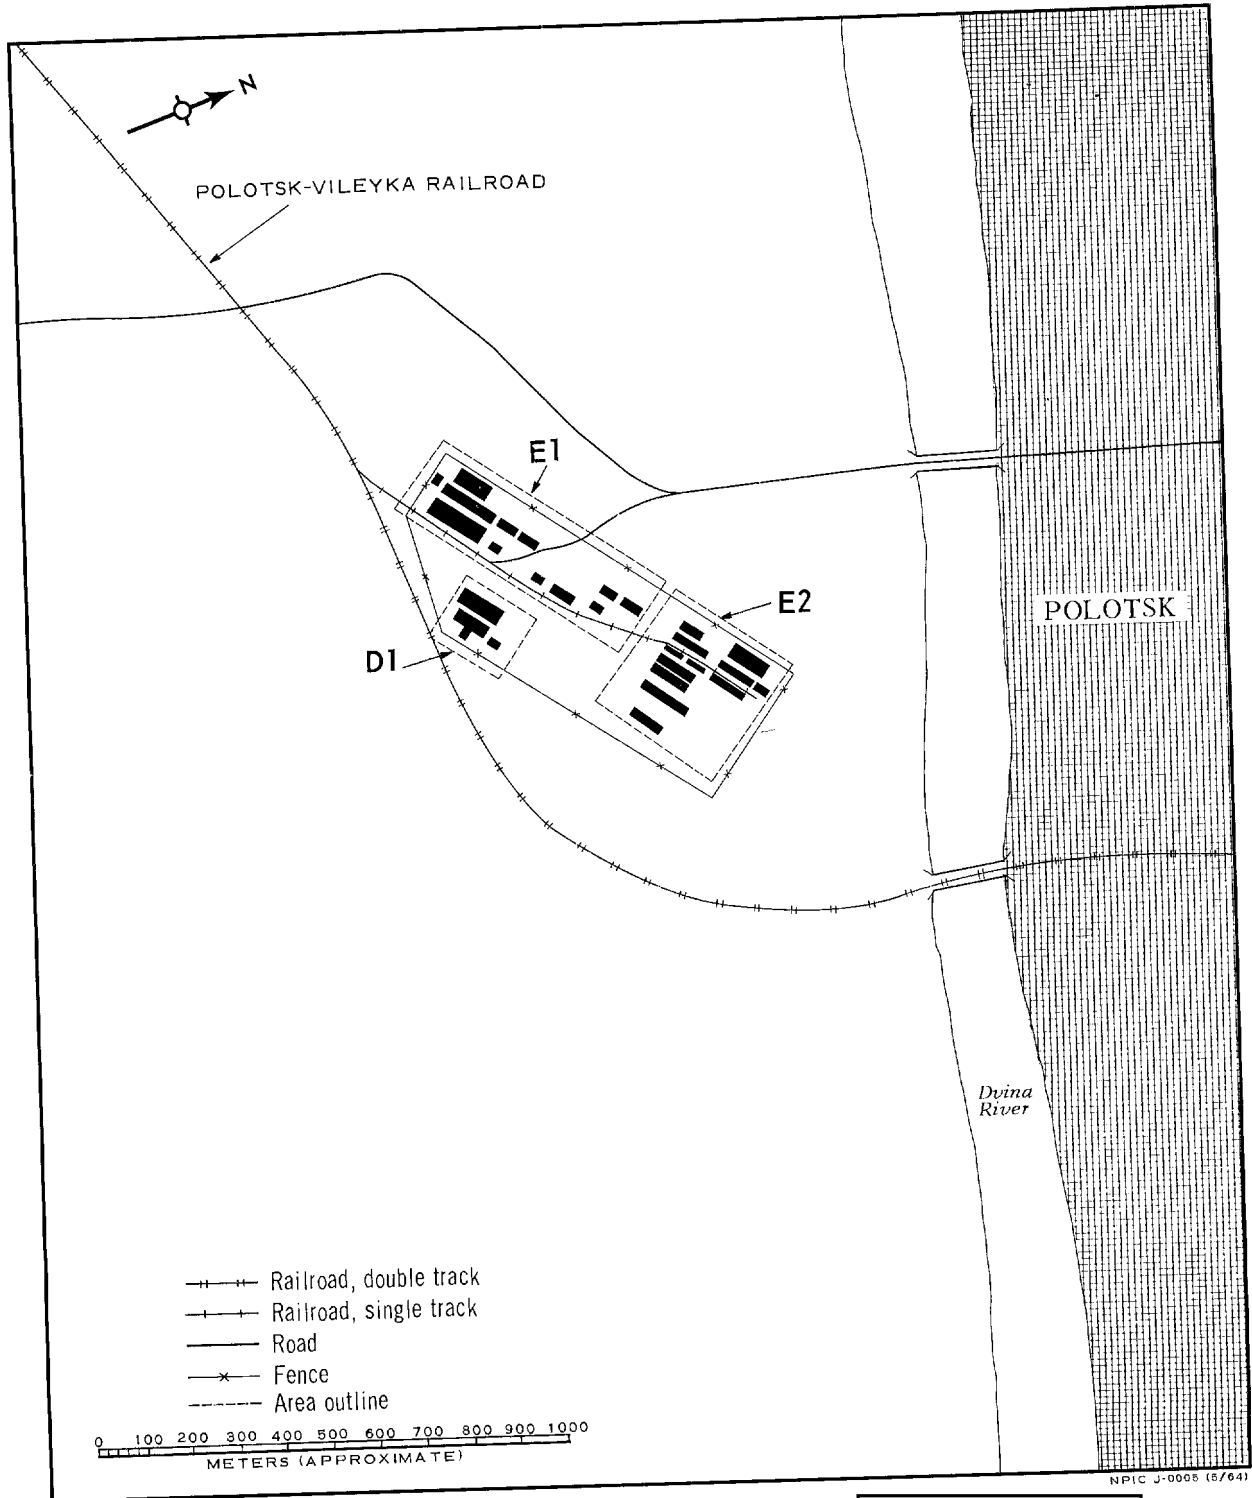 N
POLOTSK-VILEYKA RAILROAD
E1
E2
POLOTSK
D1
Dvina
River
Railroad, double track
Railroad, single track
Road
Fence
Area outline
0 100 200 300 400 500 600 700 800 900 1000
METERS (APPROXIMATE)
NPIC J-0005 (5/64)